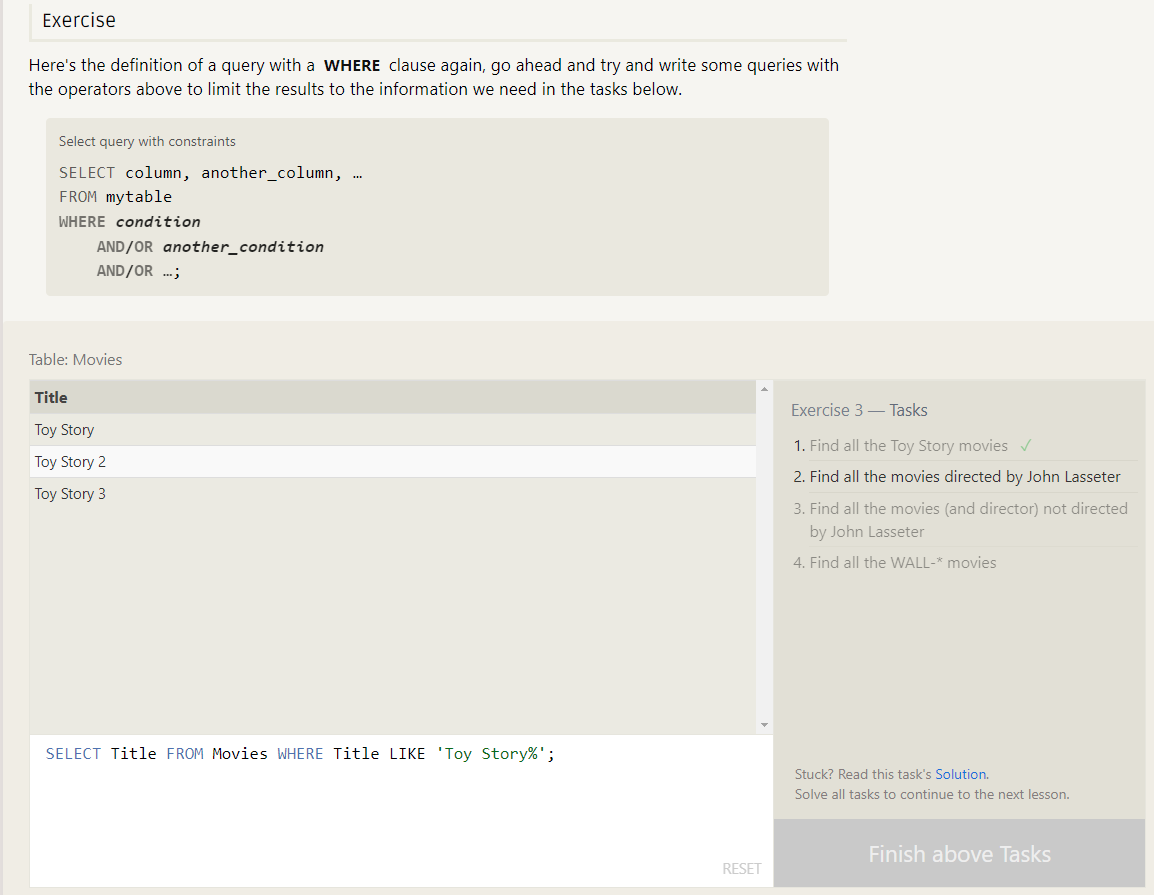 Exercise
Here's the definition of a query with a WHERE clause again, go ahead and try and write some queries with
the operators above to limit the results to the information we need in the tasks below.
Select query with constraints
SELECT column, another_column, …
FROM mytable
WHERE condition
AND/OR another_condition
AND/OR …;
Table: Movies
Title
Toy Story
Toy Story 2
Toy Story 3
SELECT Title FROM Movies WHERE Title LIKE 'Toy Story%';
RESET
Exercise 3 — Tasks
1. Find all the Toy Story movies ✓
2. Find all the movies directed by John Lasseter
3. Find all the movies (and director) not directed
by John Lasseter
4. Find all the WALL-* movies
Stuck? Read this task's Solution.
Solve all tasks to continue to the next lesson.
Finish above Tasks